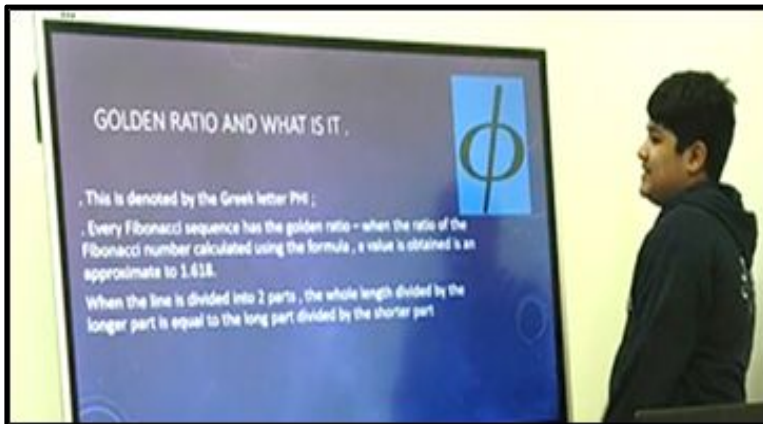 GOLDEN RATIO AND WHAT IS IT .
. This is denoted by the Greek letter PHI ;
. Every Fibonacci sequence has the golden ratio – when the ratio of the
Fibonacci number calculated using the formula , a value is obtained is an
approximate to 1.618.
When the line is divided into 2 parts , the whole length divided by the
longer part is equal to the long part divided by the shorter part
ϕ